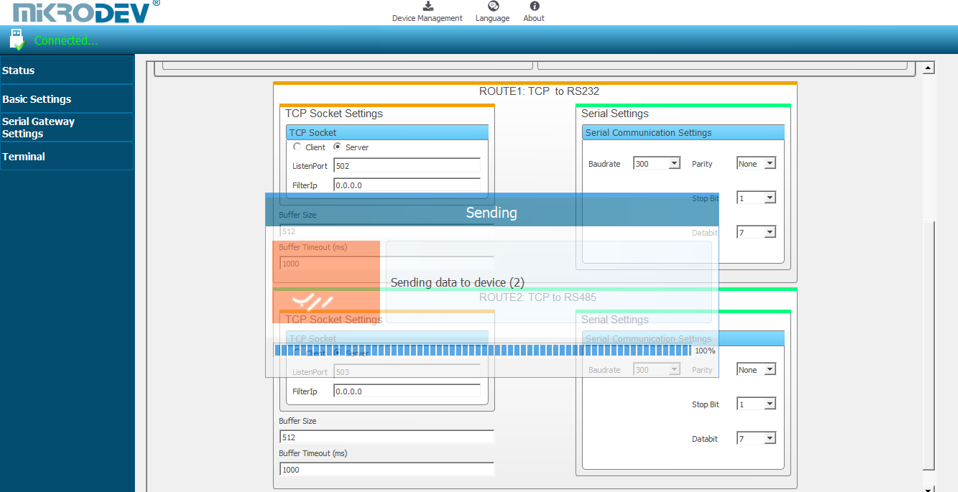 MiKRODEV®
Device Management
Language
About
Connected...
Status
Basic Settings
Serial Gateway
Settings
Terminal
ROUTE1: TCP to RS232
TCP Socket Settings
TCP Socket
Client Server
ListenPort 502
FilterIp 0.0.0.0
Buffer Size
512
Buffer Timeout (ms)
1000
Serial Settings
Serial Communication Settings
Baudrate 300 Parity None
Stop Bit 1
Databit 7
Sending
Sending data to device (2)
100%
ROUTE2: TCP to RS485
TCP Socket Settings
TCP Socket
Client Server
ListenPort 503
FilterIp 0.0.0.0
Buffer Size
512
Buffer Timeout (ms)
1000
Serial Settings
Serial Communication Settings
Baudrate 300 Parity None
Stop Bit 1
Databit 7